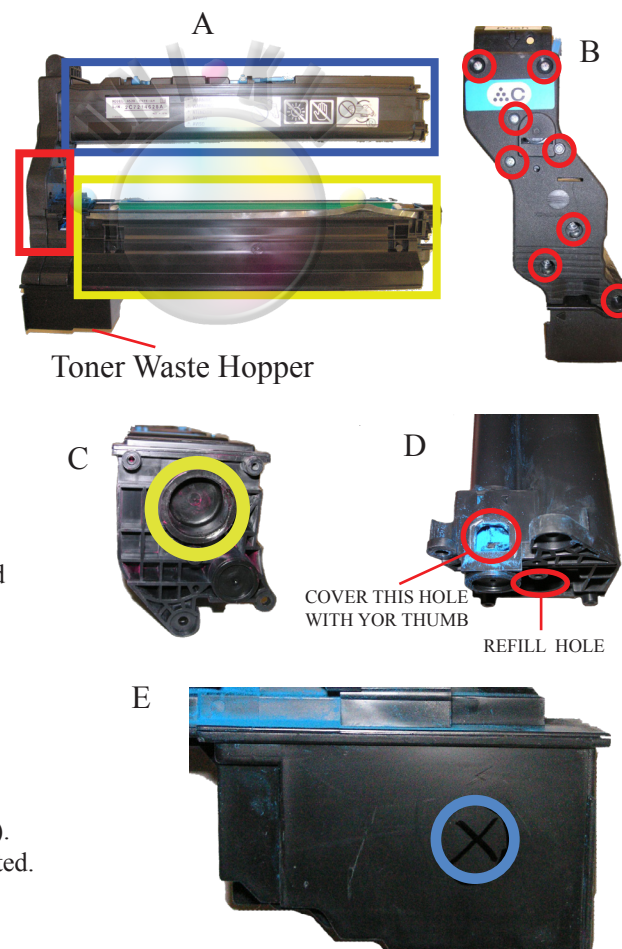 A
B
C
Toner Waste Hopper
C
D
d
COVER THIS HOLE
WITH YOR THUMB
REFILL HOLE
E
).
ted.